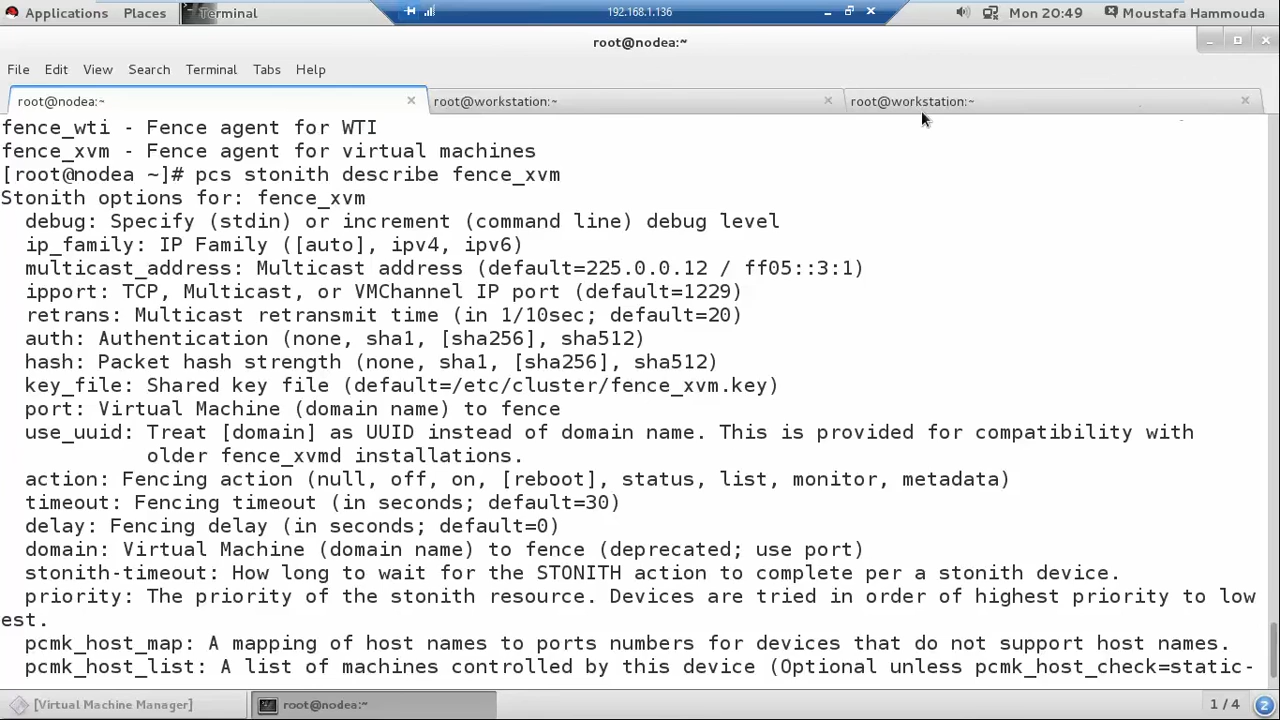 Applications Places Terminal 192.168.1.136 Mon 20:49 Moustafa Hammouda
root@nodea:~
File Edit View Search Terminal Tabs Help
root@nodea:~ root@workstation:~ root@workstation:~
fence_wti - Fence agent for WTI
fence_xvm - Fence agent for virtual machines
[root@nodea ~]# pcs stonith describe fence_xvm
Stonith options for: fence_xvm
debug: Specify (stdin) or increment (command line) debug level
ip_family: IP Family ([auto], ipv4, ipv6)
multicast_address: Multicast address (default=225.0.0.12 / ff05::3:1)
ipport: TCP, Multicast, or VMChannel IP port (default=1229)
retrans: Multicast retransmit time (in 1/10sec; default=20)
auth: Authentication (none, sha1, [sha256], sha512)
hash: Packet hash strength (none, sha1, [sha256], sha512)
key_file: Shared key file (default=/etc/cluster/fence_xvm.key)
port: Virtual Machine (domain name) to fence
use_uuid: Treat [domain] as UUID instead of domain name. This is provided for compatibility with
older fence_xvmd installations.
action: Fencing action (null, off, on, [reboot], status, list, monitor, metadata)
timeout: Fencing timeout (in seconds; default=30)
delay: Fencing delay (in seconds; default=0)
domain: Virtual Machine (domain name) to fence (deprecated; use port)
stonith-timeout: How long to wait for the STONITH action to complete per a stonith device.
priority: The priority of the stonith resource. Devices are tried in order of highest priority to low
est.
pcmk_host_map: A mapping of host names to ports numbers for devices that do not support host names.
pcmk_host_list: A list of machines controlled by this device (Optional unless pcmk_host_check=static-
[Virtual Machine Manager] root@nodea:~ 1 / 4 2